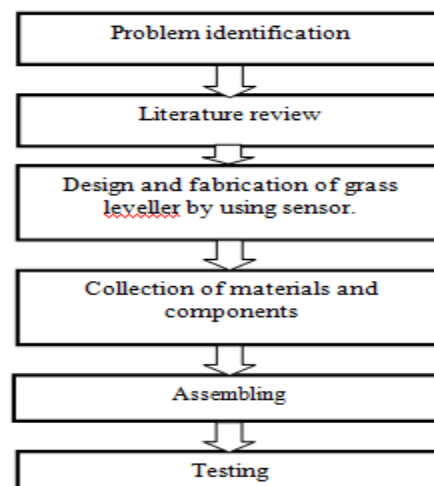 Problem identification
Literature review
Design and fabrication of grass
leveller by using sensor.
Collection of materials and
components
Assembling
Testing